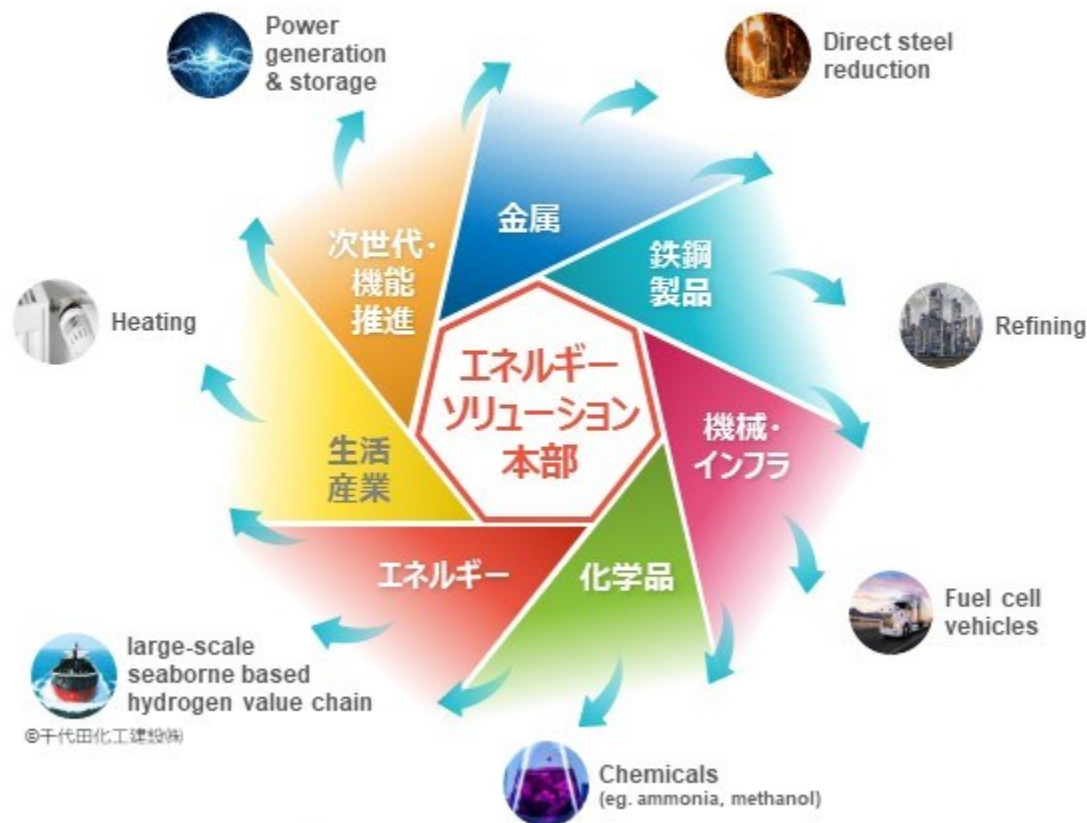 Power
generation
& storage
Direct steel
reduction
金属
次世代・
機能
推進
鉄鋼
製品
Heating
Refining
エネルギー
ソリューション
本部
機械・
インフラ
生活
産業
エネルギー
化学品
Fuel cell
vehicles
large-scale
seaborne based
hydrogen value chain
©千代田化工建設㈱
Chemicals
(eg. ammonia, methanol)